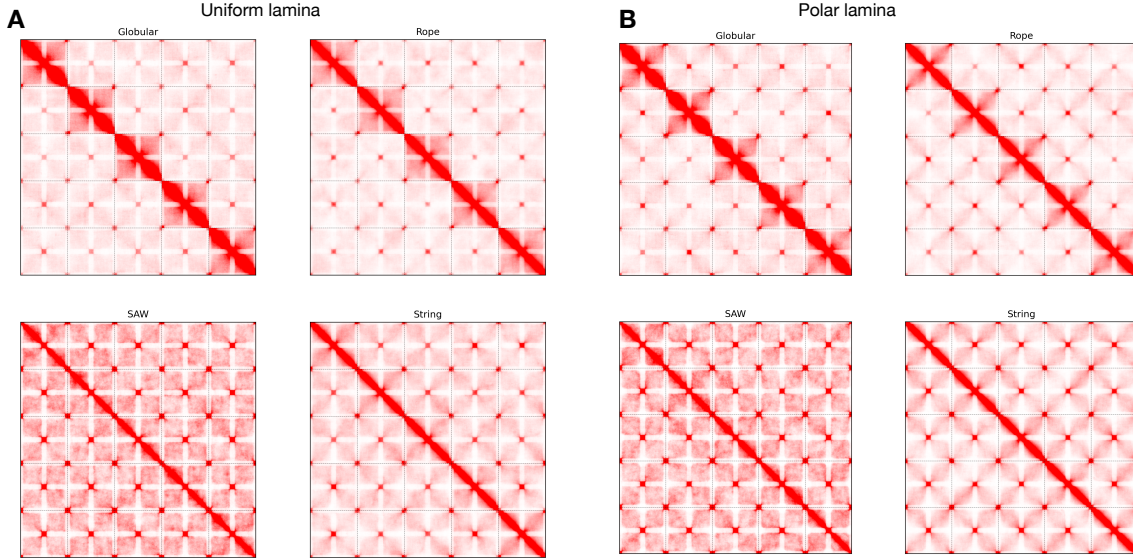 A
Uniform lamina
Globular
Rope
SAW
String
B
Polar lamina
Globular
Rope
SAW
String